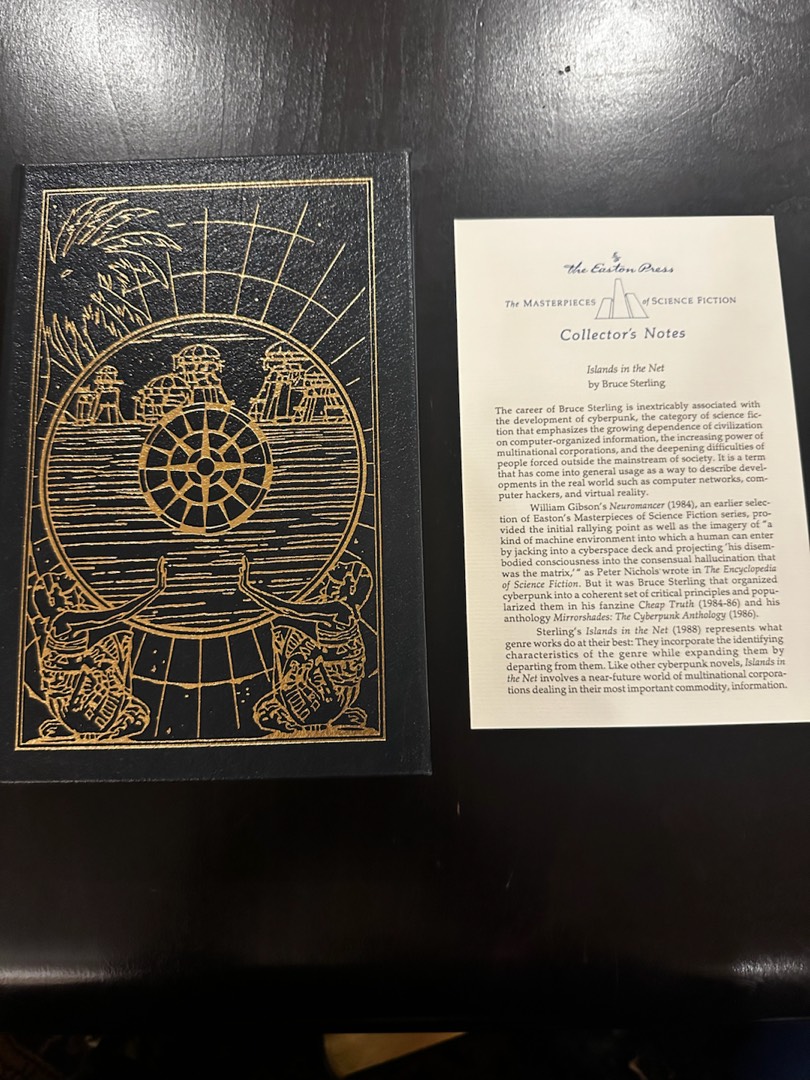 The Easton Press
The MASTERPIECES of SCIENCE FICTION
Collector's Notes
Islands in the Net
by Bruce Sterling
The career of Bruce Sterling is inextricably associated with
the development of cyberpunk, the category of science fic-
tion that emphasizes the growing dependence of civilization
on computer-organized information, the increasing power of
multinational corporations, and the deepening difficulties of
people forced outside the mainstream of society. It is a term
that has come into general usage as a way to describe devel-
opments in the real world such as computer networks, com-
puter hackers, and virtual reality.
William Gibson's Neuromancer (1984), an earlier selec-
tion of Easton's Masterpieces of Science Fiction series, pro-
vided the initial rallying point as well as the imagery of "a
kind of machine environment into which a human can enter
by jacking into a cyberspace deck and projecting 'his disem-
bodied consciousness into the consensual hallucination that
was the matrix,'" as Peter Nichols wrote in The Encyclopedia
of Science Fiction. But it was Bruce Sterling that organized
cyberpunk into a coherent set of critical principles and popu-
larized them in his fanzine Cheap Truth (1984-86) and his
anthology Mirrorshades: The Cyberpunk Anthology (1986).
Sterling's Islands in the Net (1988) represents what
genre works do at their best: They incorporate the identifying
characteristics of the genre while expanding them by
departing from them. Like other cyberpunk novels, Islands in
the Net involves a near-future world of multinational corpora-
tions dealing in their most important commodity, information.